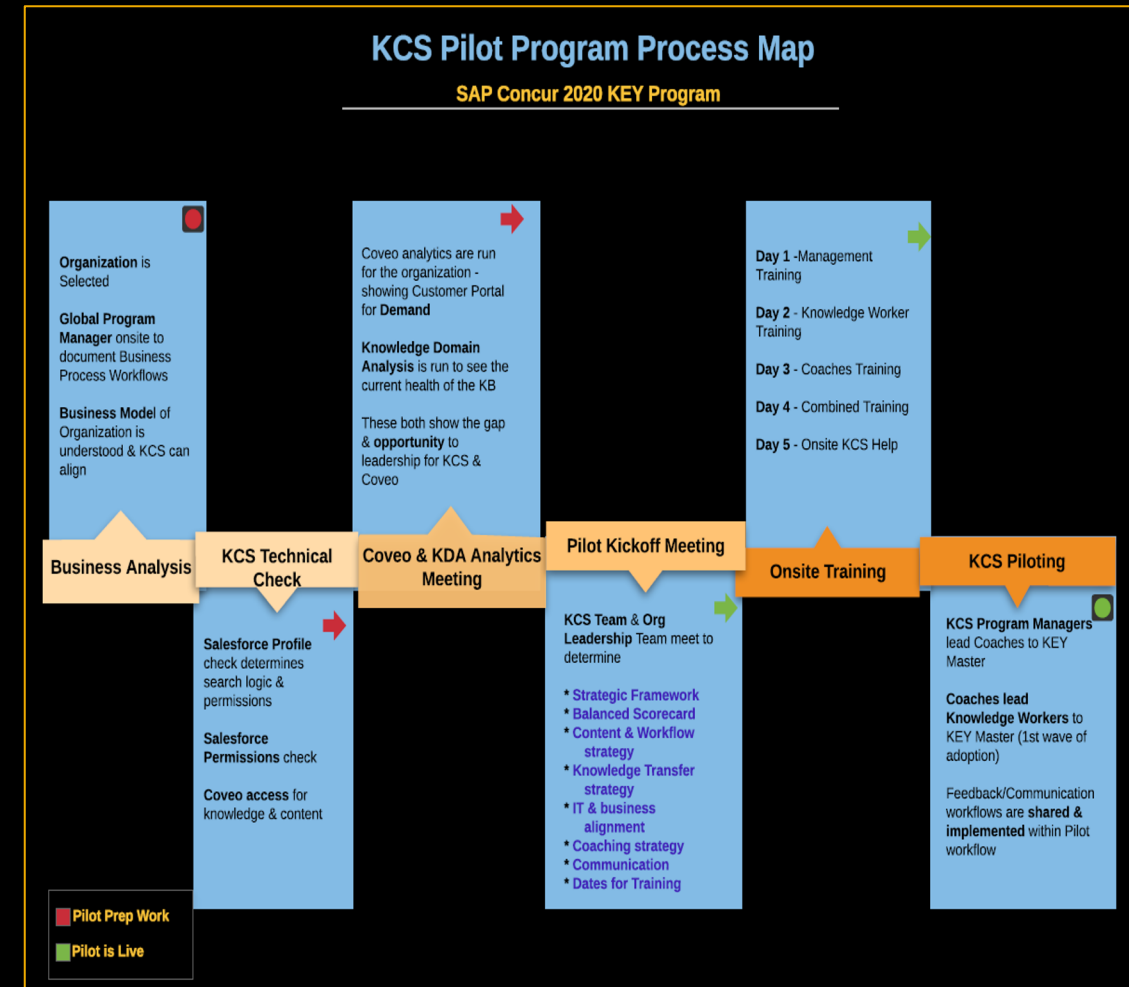 KCS Pilot Program Process Map
SAP Concur 2020 KEY Program
Organization is
Selected
Global Program
Manager onsite to
document Business
Process Workflows
Business Model of
Organization is
understood & KCS can
align
Business Analysis
KCS Technical
Check
Salesforce Profile
check determines
search logic &
permissions
Salesforce
Permissions check
Coveo access for
knowledge & content
Coveo analytics are run
for the organization -
showing Customer Portal
for Demand
Knowledge Domain
Analysis is run to see the
current health of the KB
These both show the gap
& opportunity to
leadership for KCS &
Coveo
Coveo & KDA Analytics
Meeting
Pilot Kickoff Meeting
KCS Team & Org
Leadership Team meet to
determine
* Strategic Framework
* Balanced Scorecard
* Content & Workflow
strategy
* Knowledge Transfer
strategy
* IT & business
alignment
* Coaching strategy
* Communication
* Dates for Training
Day 1 -Management
Training
Day 2 - Knowledge Worker
Training
Day 3 - Coaches Training
Day 4 - Combined Training
Day 5 - Onsite KCS Help
Onsite Training
KCS Piloting
KCS Program Managers
lead Coaches to KEY
Master
Coaches lead
Knowledge Workers to
KEY Master (1st wave of
adoption)
Feedback/Communication
workflows are shared &
implemented within Pilot
workflow
Pilot Prep Work
Pilot is Live